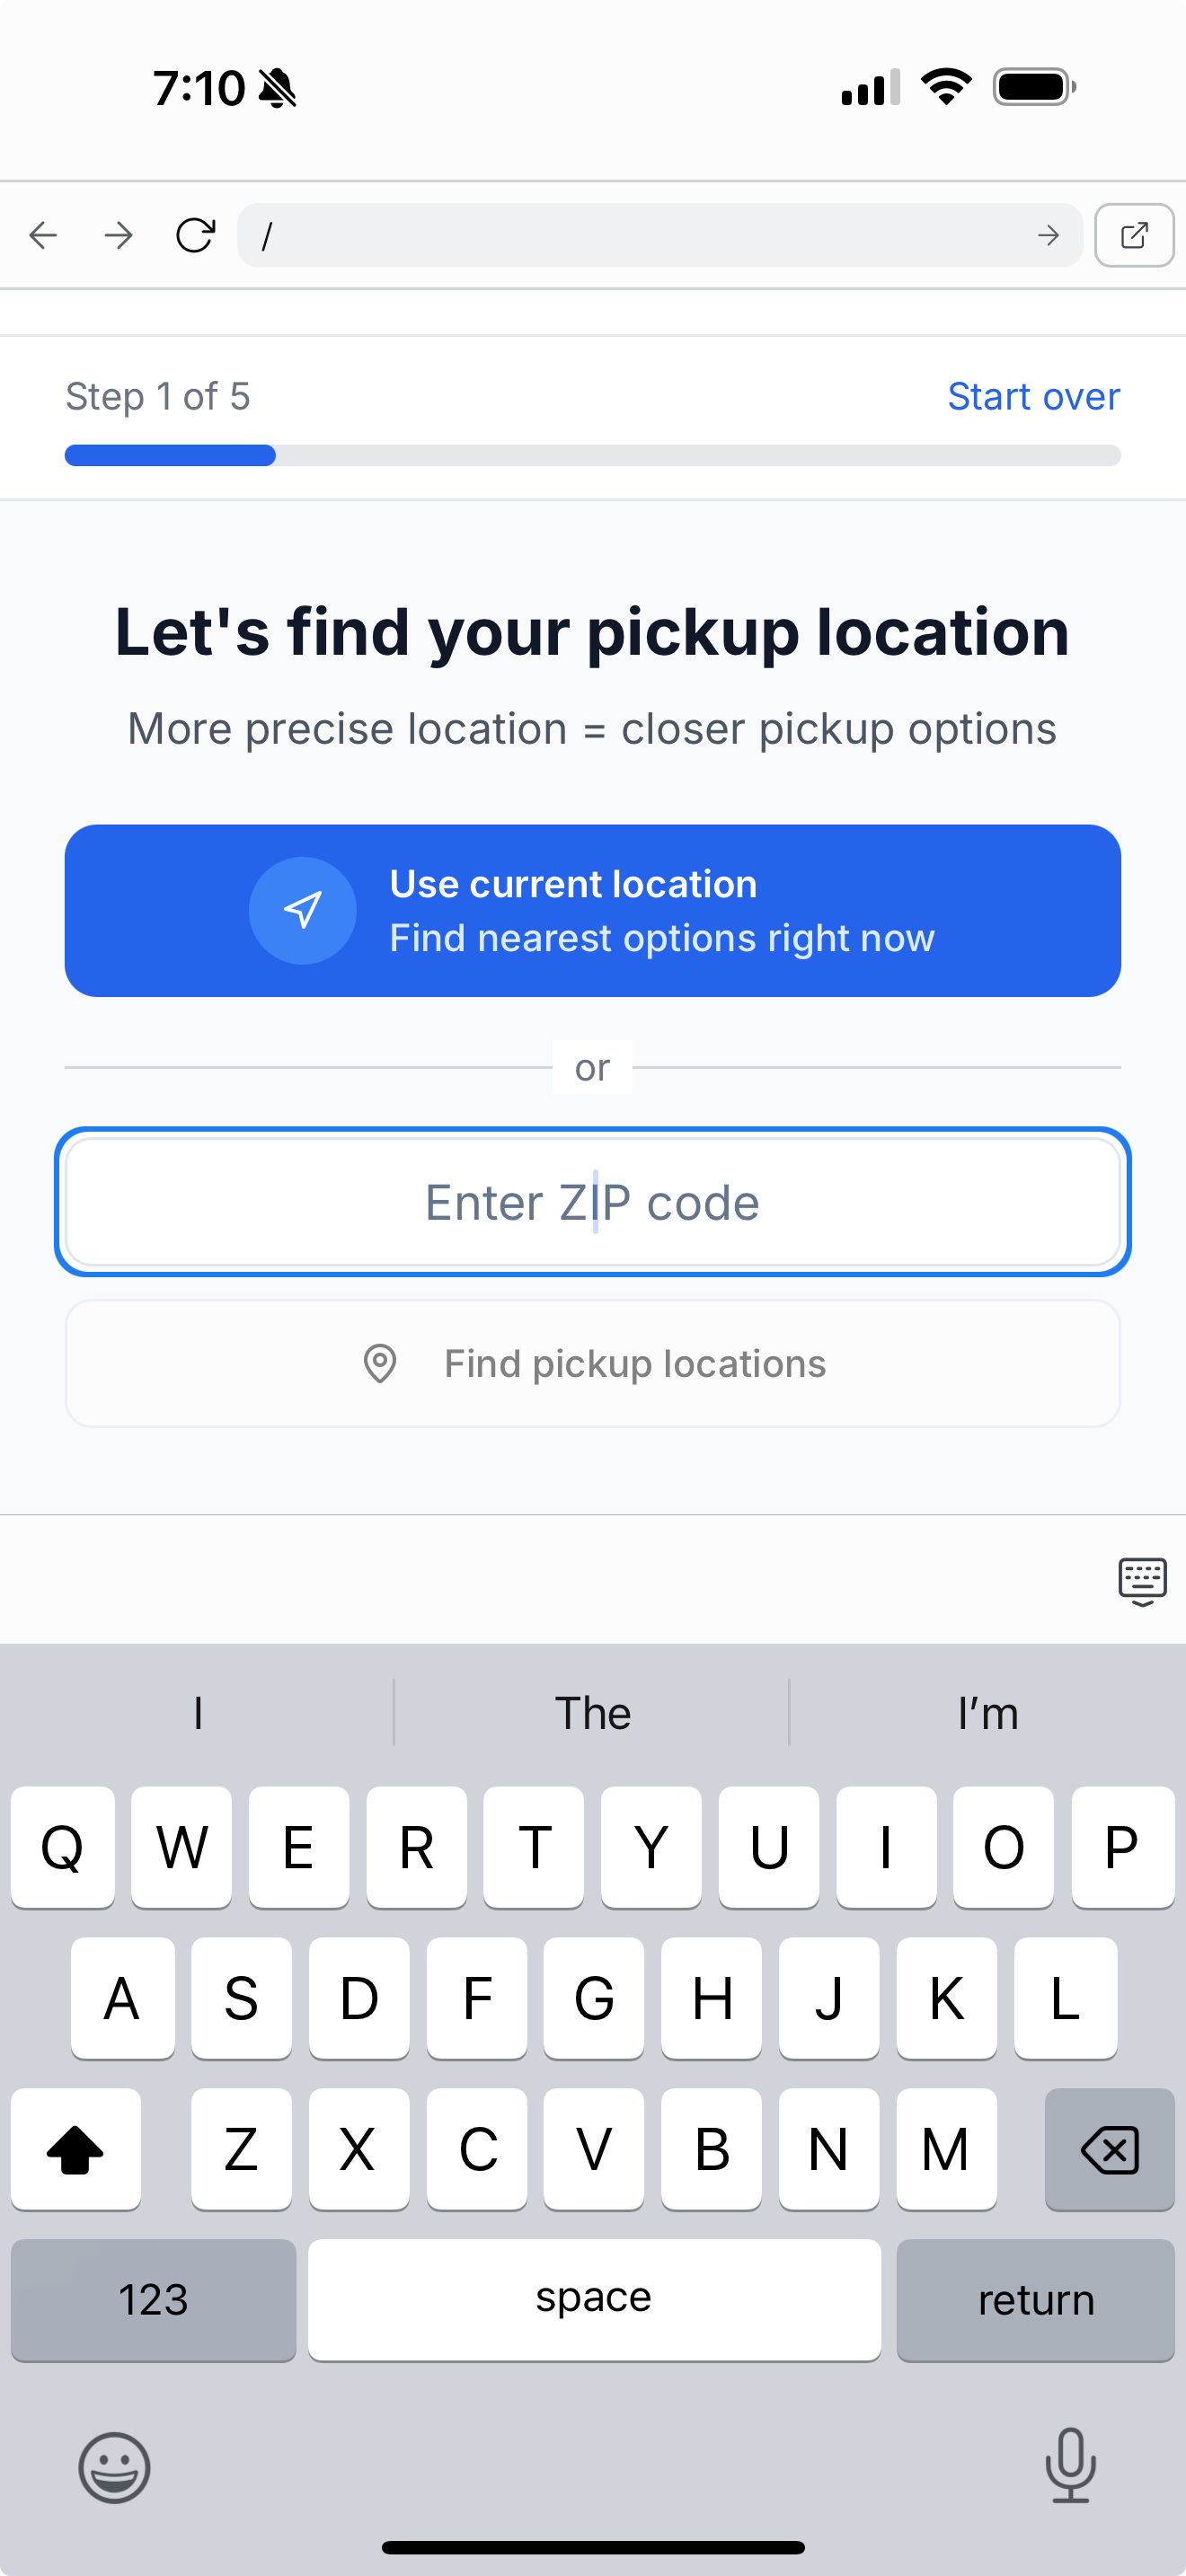 7:10
/
Step 1 of 5
Start over
Let's find your pickup location
More precise location = closer pickup options
Use current location
Find nearest options right now
or
Enter ZIP code
Find pickup locations
I The I’m
Q W E R T Y U I O P
A S D F G H J K L
Z X C V B N M
123 space return